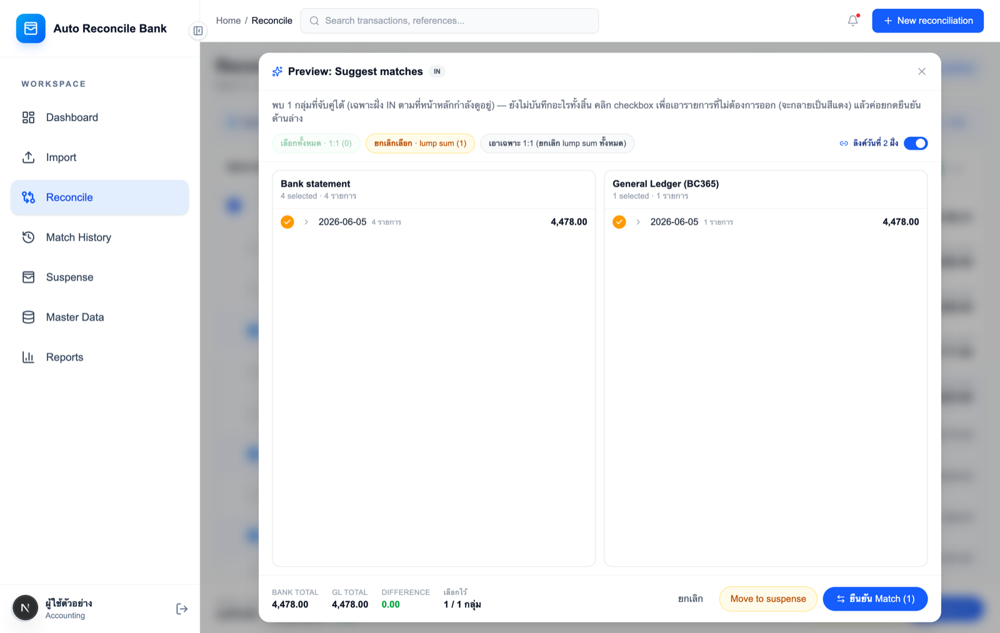 Auto Reconcile Bank
Home / Reconcile
Search transactions, references...
New reconciliation
WORKSPACE
Dashboard
Import
Reconcile
Match History
Suspense
Master Data
Reports
N
ผู้ใช้ตัวอย่าง
Accounting
Preview: Suggest matches IN
พบ 1 กลุ่มที่จับคู่ได้ (เฉพาะฝั่ง IN ตามที่หน้าหลักกำลังดูอยู่) — ยังไม่บันทึกอะไรทั้งสิ้น คลิก checkbox เพื่อเอารายการที่ไม่ต้องการออก (จะกลายเป็นสีแดง) แล้วค่อยกดยืนยัน
ด้านล่าง
เลือกทั้งหมด · 1:1 (0)
ยกเลิกเลือก · lump sum (1)
เอาเฉพาะ 1:1 (ยกเลิก lump sum ทั้งหมด)
ลิงค์วันที่ 2 ฝั่ง
Bank statement
4 selected · 4 รายการ
2026-06-05 4 รายการ 4,478.00
General Ledger (BC365)
1 selected · 1 รายการ
2026-06-05 1 รายการ 4,478.00
BANK TOTAL GL TOTAL DIFFERENCE เลือกไว้
4,478.00 4,478.00 0.00 1 / 1 กลุ่ม
ยกเลิก
Move to suspense
ยืนยัน Match (1)